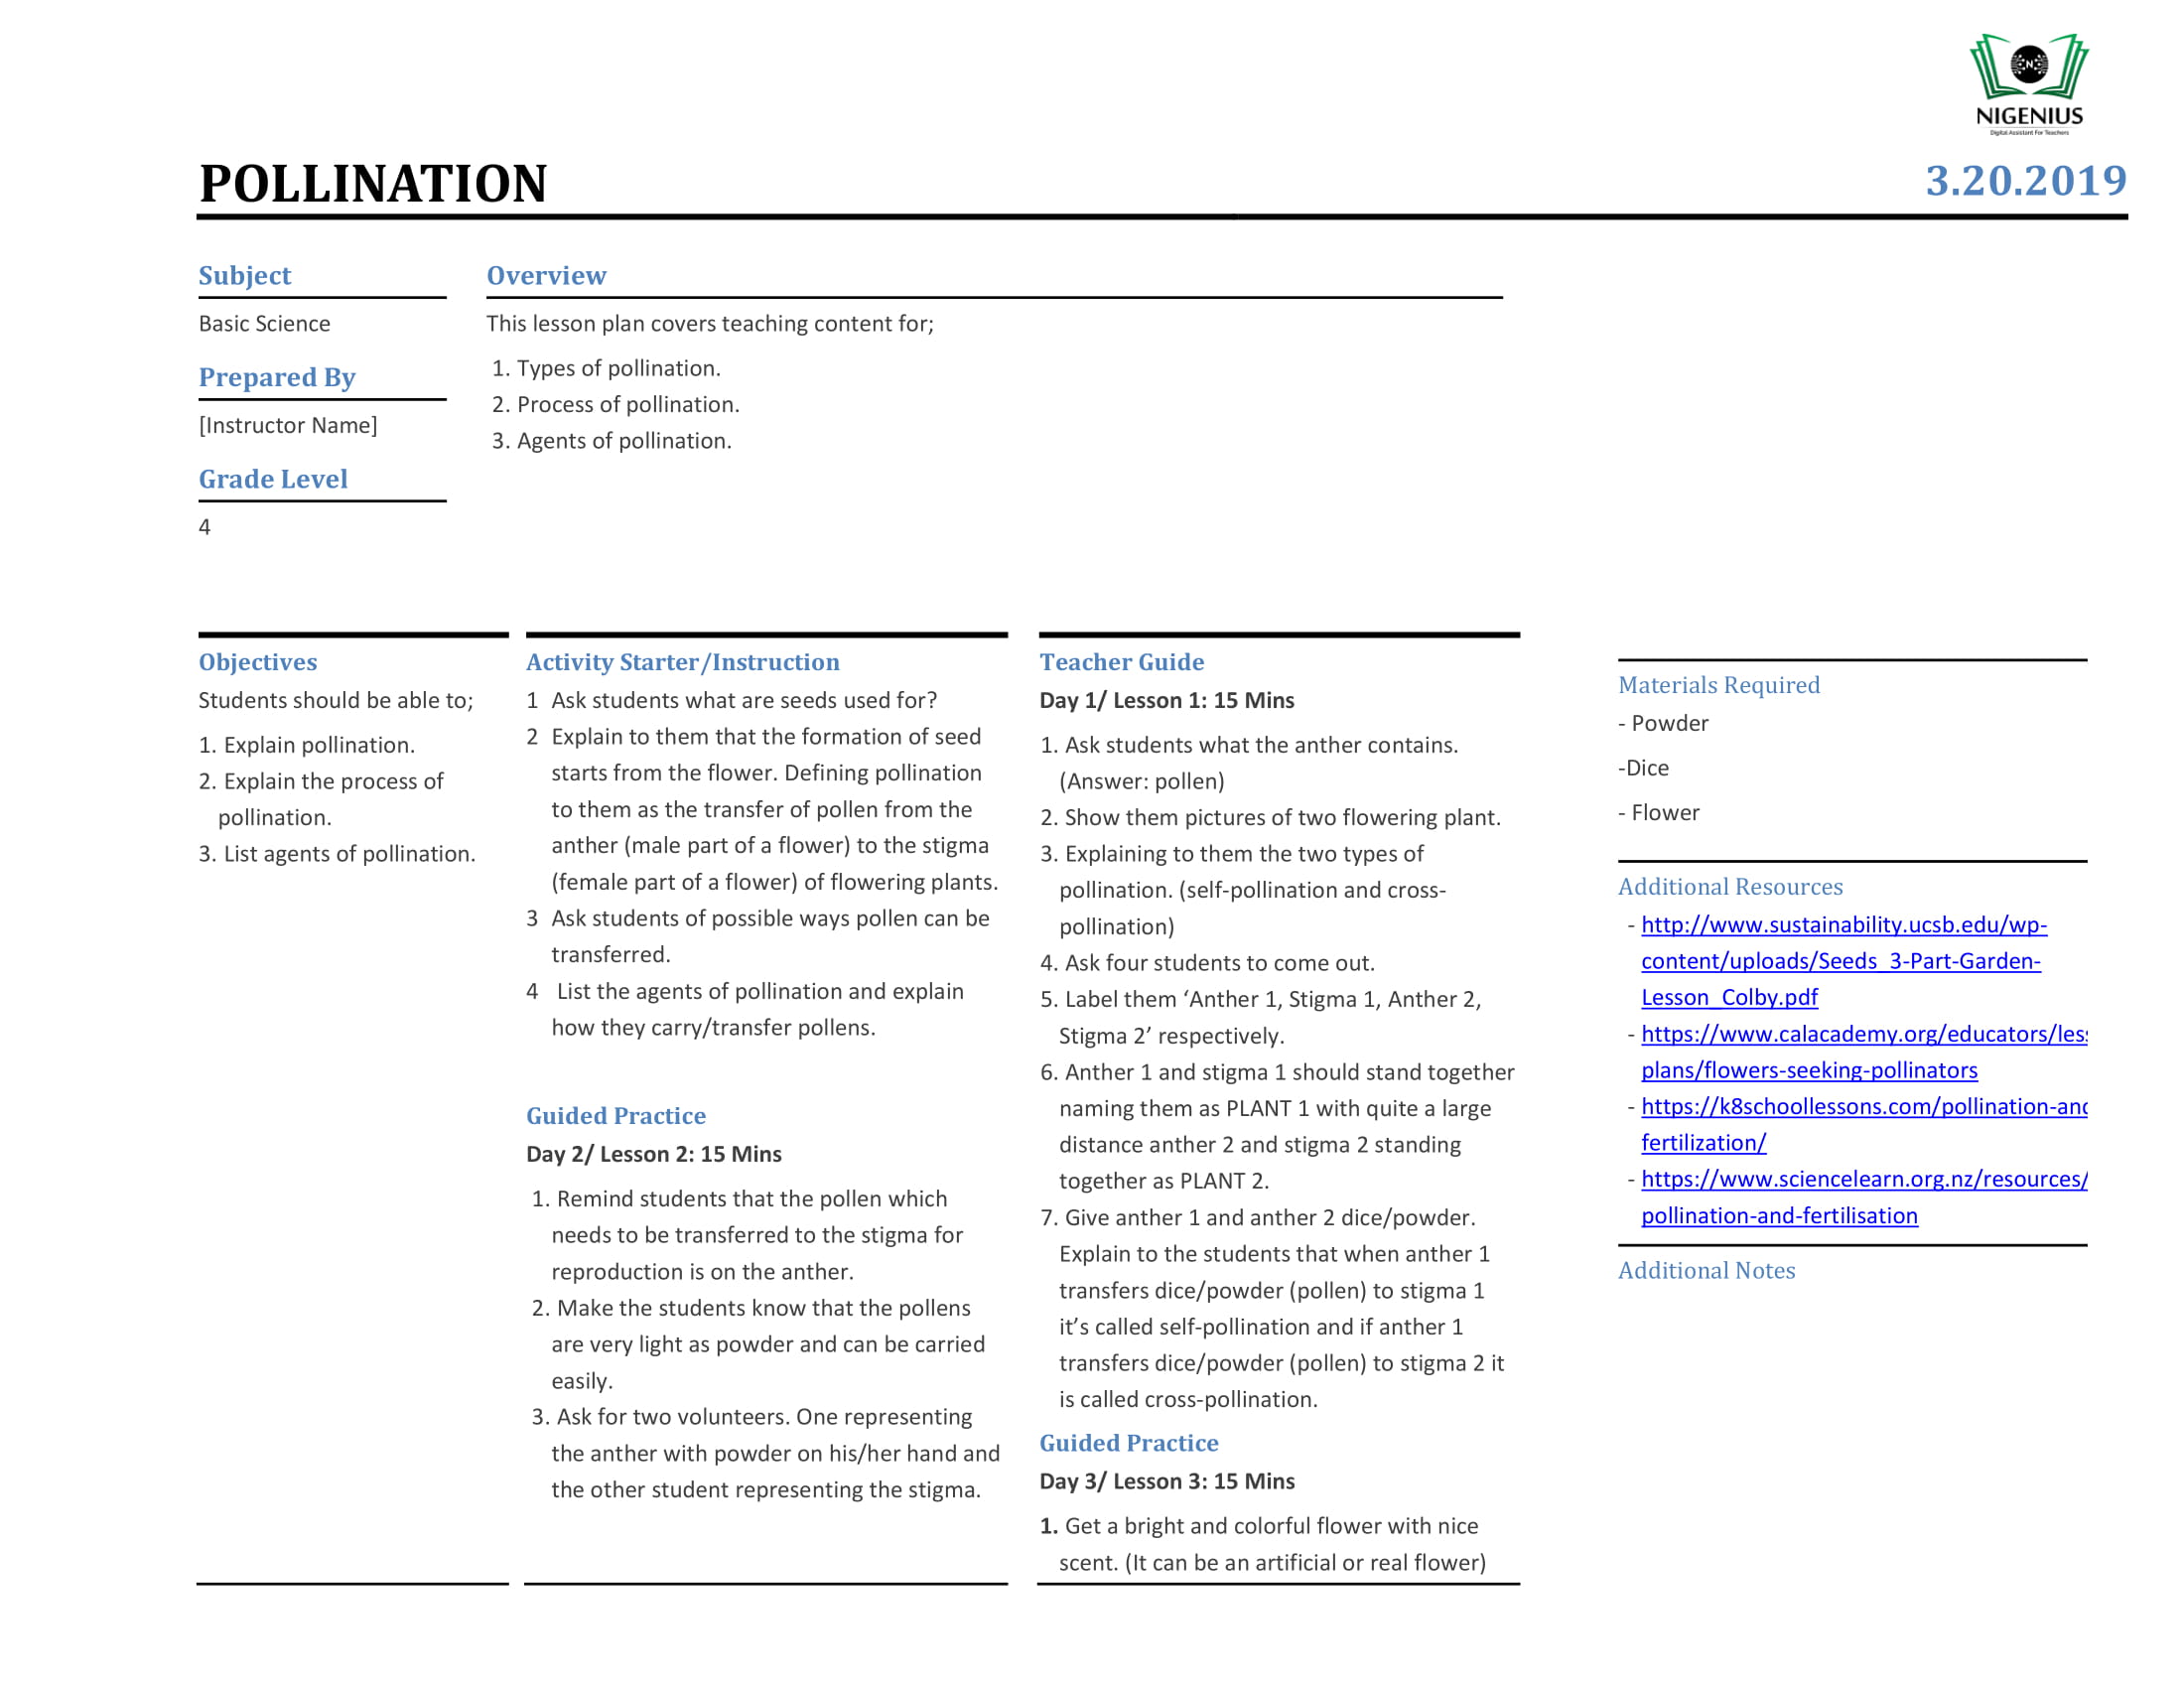 NIGENIUS
Digital Assistant For Teachers
POLLINATION
3.20.2019
Subject
Basic Science
Prepared By
[Instructor Name]
Grade Level
4
Overview
This lesson plan covers teaching content for;
1. Types of pollination.
2. Process of pollination.
3. Agents of pollination.
Objectives
Students should be able to;
1. Explain pollination.
2. Explain the process of
pollination.
3. List agents of pollination.
Activity Starter/Instruction
1 Ask students what are seeds used for?
2 Explain to them that the formation of seed
starts from the flower. Defining pollination
to them as the transfer of pollen from the
anther (male part of a flower) to the stigma
(female part of a flower) of flowering plants.
3 Ask students of possible ways pollen can be
transferred.
4 List the agents of pollination and explain
how they carry/transfer pollens.
Guided Practice
Day 2/ Lesson 2: 15 Mins
1. Remind students that the pollen which
needs to be transferred to the stigma for
reproduction is on the anther.
2. Make the students know that the pollens
are very light as powder and can be carried
easily.
3. Ask for two volunteers. One representing
the anther with powder on his/her hand and
the other student representing the stigma.
Teacher Guide
Day 1/ Lesson 1: 15 Mins
1. Ask students what the anther contains.
(Answer: pollen)
2. Show them pictures of two flowering plant.
3. Explaining to them the two types of
pollination. (self-pollination and cross-
pollination)
4. Ask four students to come out.
5. Label them ‘Anther 1, Stigma 1, Anther 2,
Stigma 2’ respectively.
6. Anther 1 and stigma 1 should stand together
naming them as PLANT 1 with quite a large
distance anther 2 and stigma 2 standing
together as PLANT 2.
7. Give anther 1 and anther 2 dice/powder.
Explain to the students that when anther 1
transfers dice/powder (pollen) to stigma 1
it’s called self-pollination and if anther 1
transfers dice/powder (pollen) to stigma 2 it
is called cross-pollination.
Guided Practice
Day 3/ Lesson 3: 15 Mins
1. Get a bright and colorful flower with nice
scent. (It can be an artificial or real flower)
Materials Required
- Powder
-Dice
- Flower
Additional Resources
- http://www.sustainability.ucsb.edu/wp-
content/uploads/Seeds_3-Part-Garden-
Lesson_Colby.pdf
- https://www.calacademy.org/educators/les
plans/flowers-seeking-pollinators
- https://k8schoollessons.com/pollination-and
fertilization/
- https://www.sciencelearn.org.nz/resources/
pollination-and-fertilisation
Additional Notes